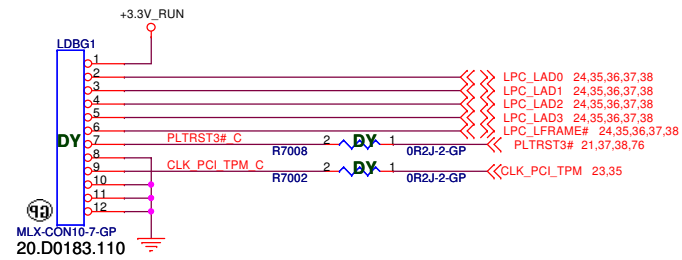 +3.3V_RUN
LDBG1
1
2 LPC_LAD0 24,35,36,37,38
3 LPC_LAD1 24,35,36,37,38
4 LPC_LAD2 24,35,36,37,38
5 LPC_LAD3 24,35,36,37,38
6 LPC_LFRAME# 24,35,36,37,38
7 PLTRST3#_C 2 DY 1 PLTRST3# 21,37,38,76
DY
R7008 0R2J-2-GP
8
9 CLK_PCI_TPM_C 2 DY 1 CLK_PCI_TPM 23,35
R7002 0R2J-2-GP
10
11
12
GP
MLX-CON10-7-GP
20.D0183.110